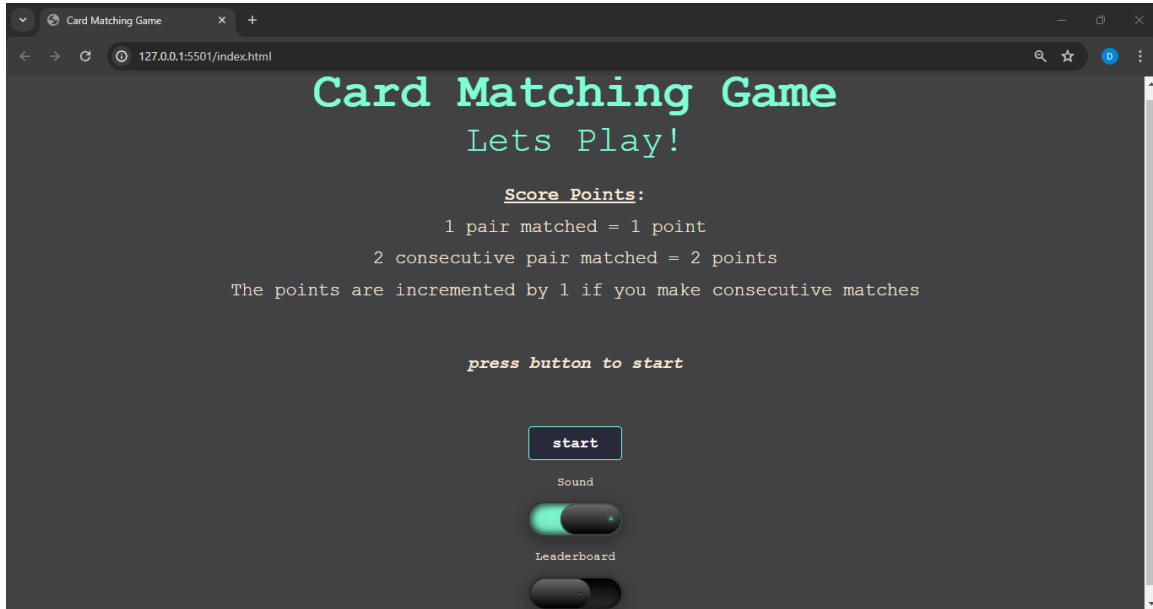 Card Matching Game
127.0.0.1:5501/index.html
D
Card Matching Game
Lets Play!
Score Points:
1 pair matched = 1 point
2 consecutive pair matched = 2 points
The points are incremented by 1 if you make consecutive matches
press button to start
start
Sound
Leaderboard